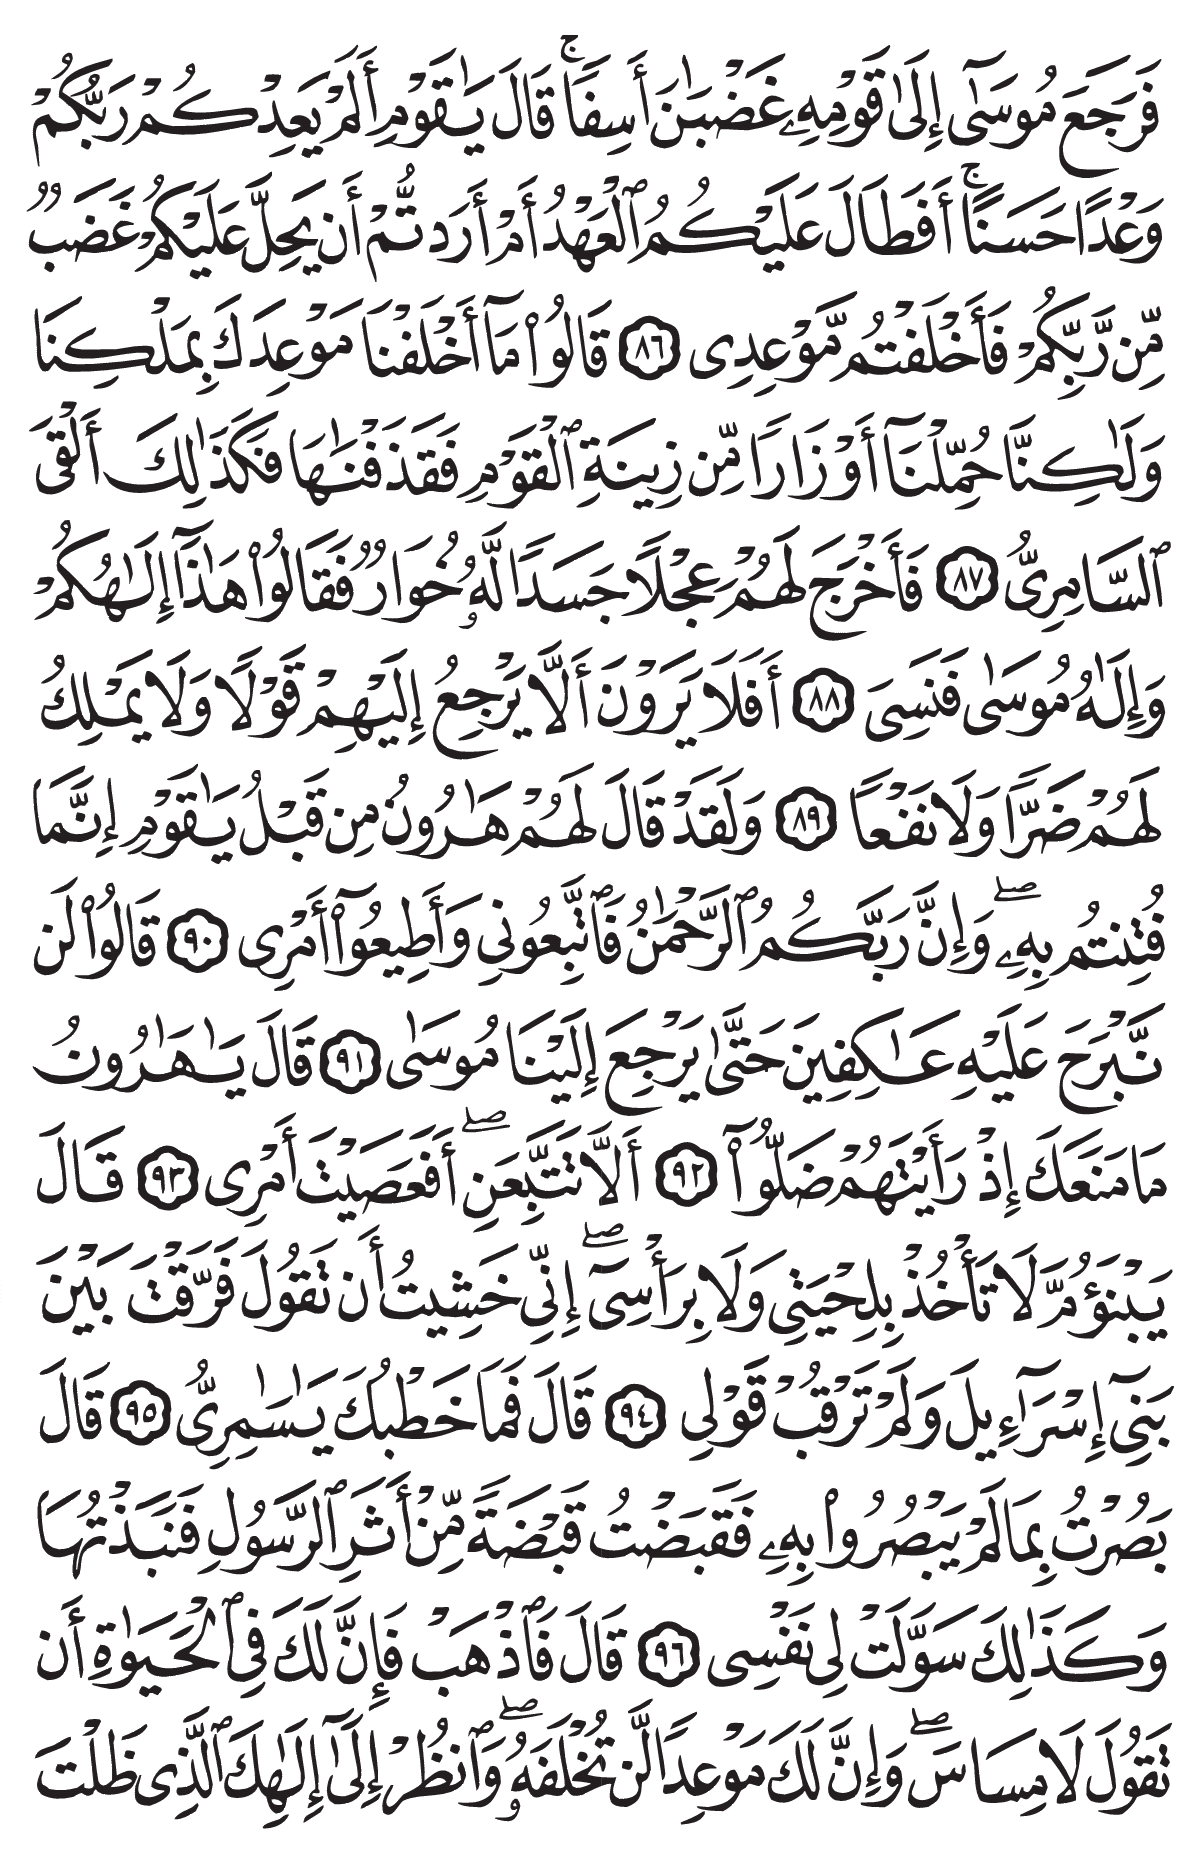 فَرَجَعَ مُوسَىٰٓ إِلَىٰ قَوْمِهِۦ غَضْبَـٰنَ أَسِفًا ۚ قَالَ يَـٰقَوْمِ أَلَمْ يَعِدْكُمْ رَبُّكُمْ
وَعْدًا حَسَنًا ۚ أَفَطَالَ عَلَيْكُمُ ٱلْعَهْدُ أَمْ أَرَدتُّمْ أَن يَحِلَّ عَلَيْكُمْ غَضَبٌ
مِّن رَّبِّكُمْ فَأَخْلَفْتُم مَّوْعِدِى ٨٦ قَالُوا۟ مَآ أَخْلَفْنَا مَوْعِدَكَ بِمَلْكِنَا
وَلَـٰكِنَّا حُمِّلْنَآ أَوْزَارًا مِّن زِينَةِ ٱلْقَوْمِ فَقَذَفْنَـٰهَا فَكَذَٰلِكَ أَلْقَى
ٱلسَّامِرِىُّ ٨٧ فَأَخْرَجَ لَهُمْ عِجْلًا جَسَدًا لَّهُۥ خُوَارٌ فَقَالُوا۟ هَـٰذَآ إِلَـٰهُكُمْ
وَإِلَـٰهُ مُوسَىٰ فَنَسِىَ ٨٨ أَفَلَا يَرَوْنَ أَلَّا يَرْجِعُ إِلَيْهِمْ قَوْلًا وَلَا يَمْلِكُ
لَهُمْ ضَرًّا وَلَا نَفْعًا ٨٩ وَلَقَدْ قَالَ لَهُمْ هَـٰرُونُ مِن قَبْلُ يَـٰقَوْمِ إِنَّمَا
فُتِنتُم بِهِۦ ۖ وَإِنَّ رَبَّكُمُ ٱلرَّحْمَـٰنُ فَٱتَّبِعُونِى وَأَطِيعُوٓا۟ أَمْرِى ٩٠ قَالُوا۟ لَن
نَّبْرَحَ عَلَيْهِ عَـٰكِفِينَ حَتَّىٰ يَرْجِعَ إِلَيْنَا مُوسَىٰ ٩١ قَالَ يَـٰهَـٰرُونُ
مَا مَنَعَكَ إِذْ رَأَيْتَهُمْ ضَلُّوٓا۟ ٩٢ أَلَّا تَتَّبِعَنِ ۖ أَفَعَصَيْتَ أَمْرِى ٩٣ قَالَ
يَبْنَؤُمَّ لَا تَأْخُذْ بِلِحْيَتِى وَلَا بِرَأْسِىٓ ۖ إِنِّى خَشِيتُ أَن تَقُولَ فَرَّقْتَ بَيْنَ
بَنِىٓ إِسْرَٰٓءِيلَ وَلَمْ تَرْقُبْ قَوْلِى ٩٤ قَالَ فَمَا خَطْبُكَ يَـٰسَـٰمِرِىُّ ٩٥ قَالَ
بَصُرْتُ بِمَا لَمْ يَبْصُرُوا۟ بِهِۦ فَقَبَضْتُ قَبْضَةً مِّنْ أَثَرِ ٱلرَّسُولِ فَنَبَذْتُهَا
وَكَذَٰلِكَ سَوَّلَتْ لِى نَفْسِى ٩٦ قَالَ فَٱذْهَبْ فَإِنَّ لَكَ فِى ٱلْحَيَوٰةِ أَن
تَقُولَ لَا مِسَاسَ ۖ وَإِنَّ لَكَ مَوْعِدًا لَّن تُخْلَفَهُۥ ۖ وَٱنظُرْ إِلَىٰٓ إِلَـٰهِكَ ٱلَّذِى ظَلْتَ